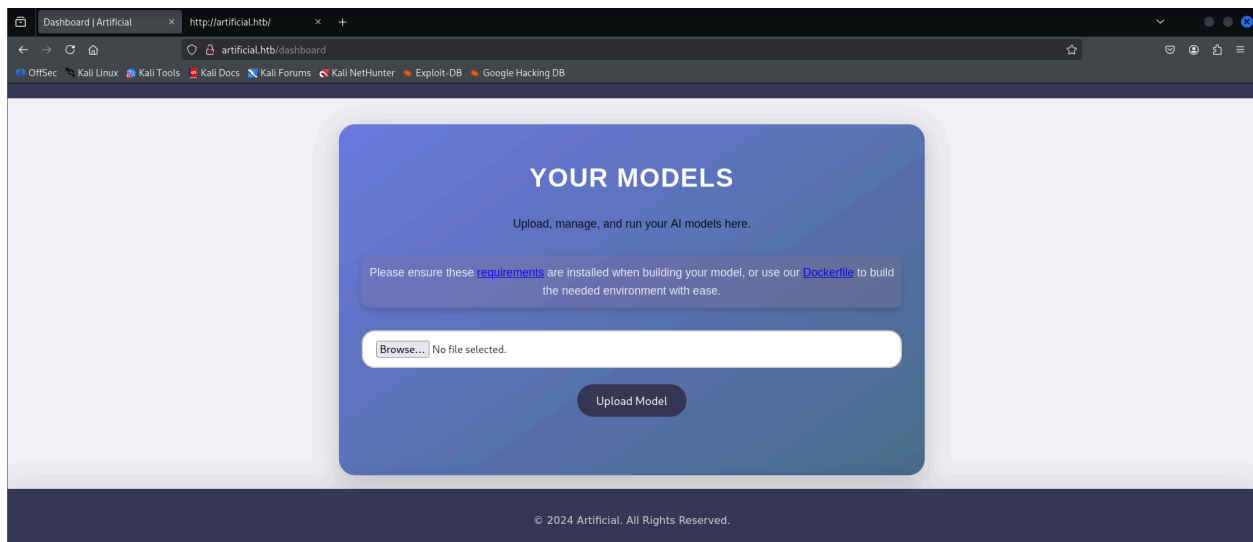 Dashboard | Artificial
http://artificial.htb/
artificial.htb/dashboard
OffSec
Kali Linux
Kali Tools
Kali Docs
Kali Forums
Kali NetHunter
Exploit-DB
Google Hacking DB
YOUR MODELS
Upload, manage, and run your AI models here.
Please ensure these requirements are installed when building your model, or use our Dockerfile to build
the needed environment with ease.
Browse... No file selected.
Upload Model
© 2024 Artificial. All Rights Reserved.